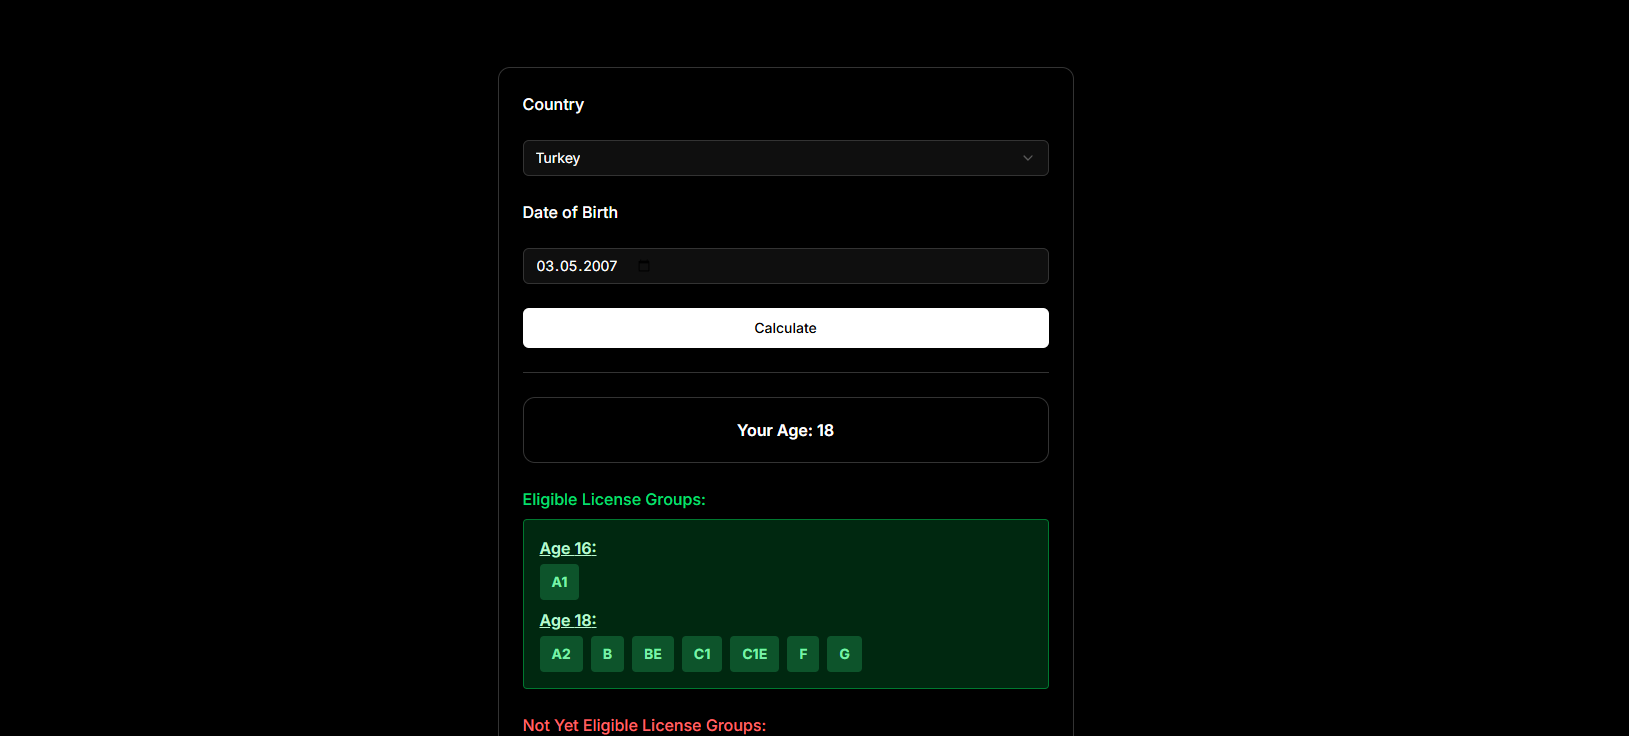 Country
Turkey
Date of Birth
03.05.2007
Calculate
Your Age: 18
Eligible License Groups:
Age 16:
A1
Age 18:
A2 B BE C1 C1E F G
Not Yet Eligible License Groups: